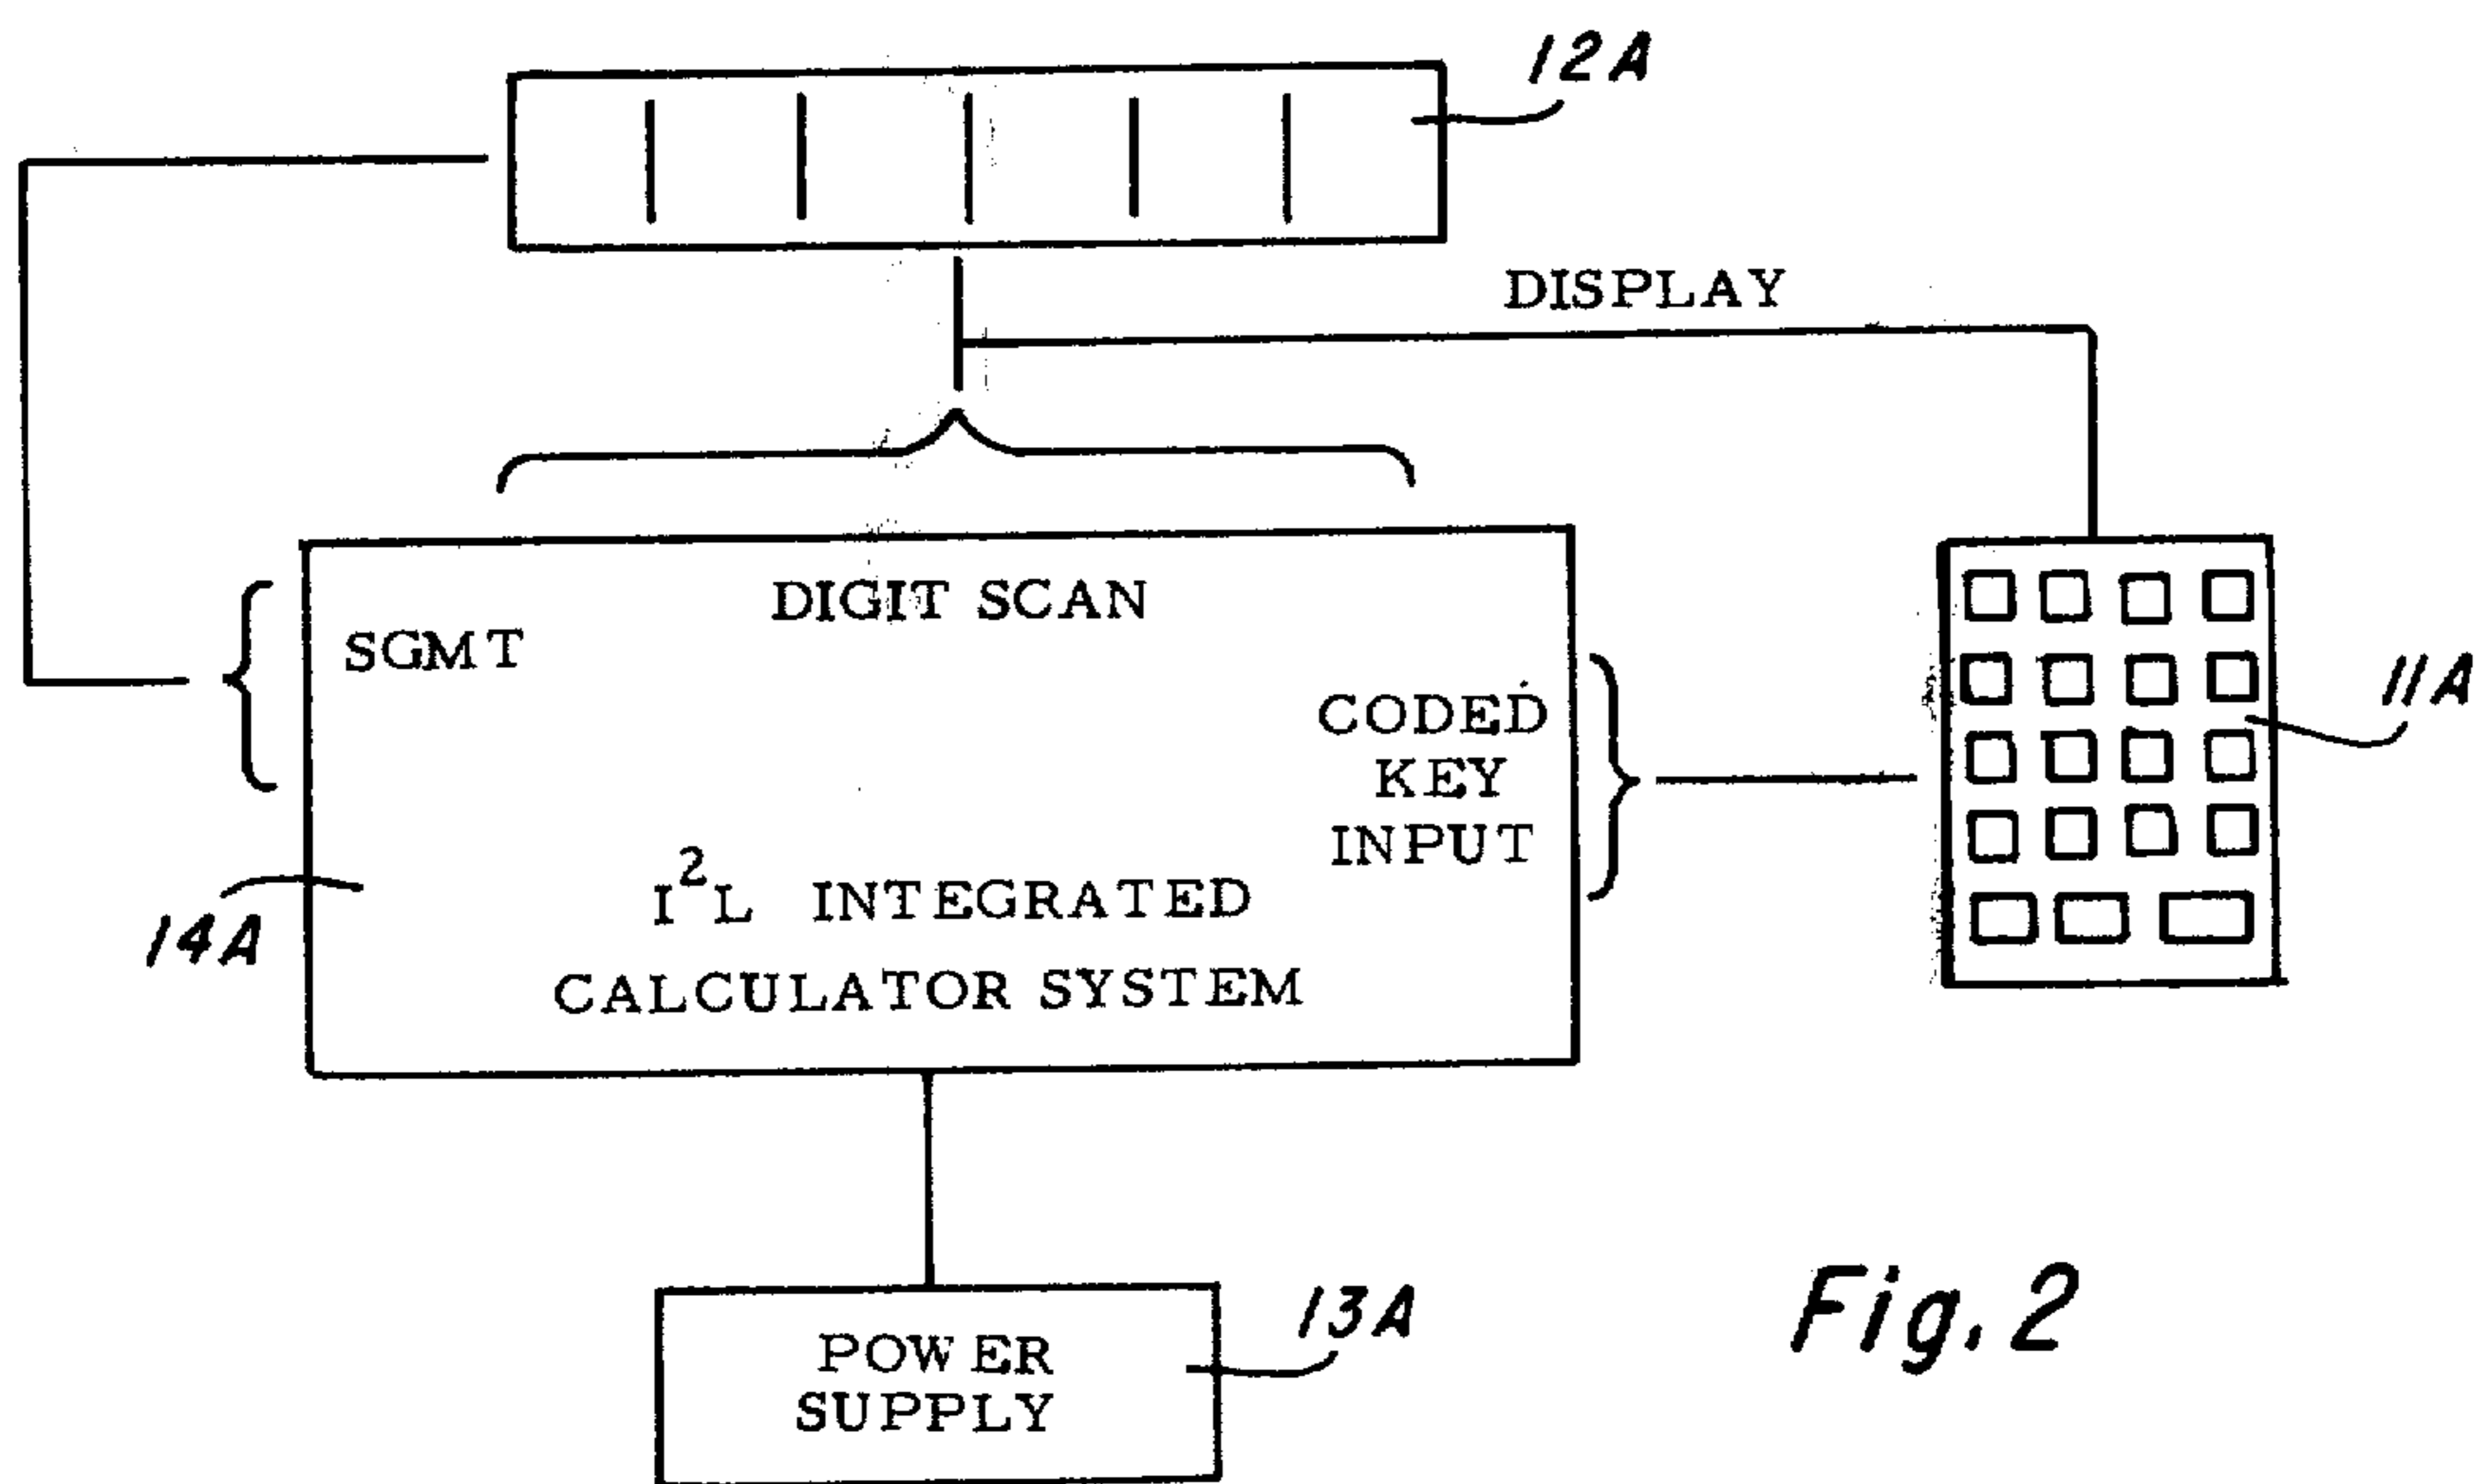 12A
DISPLAY
DIGIT SCAN
SGMT
CODED
KEY
INPUT
11A
I²L INTEGRATED
CALCULATOR SYSTEM
14A
POWER
SUPPLY
13A
Fig. 2